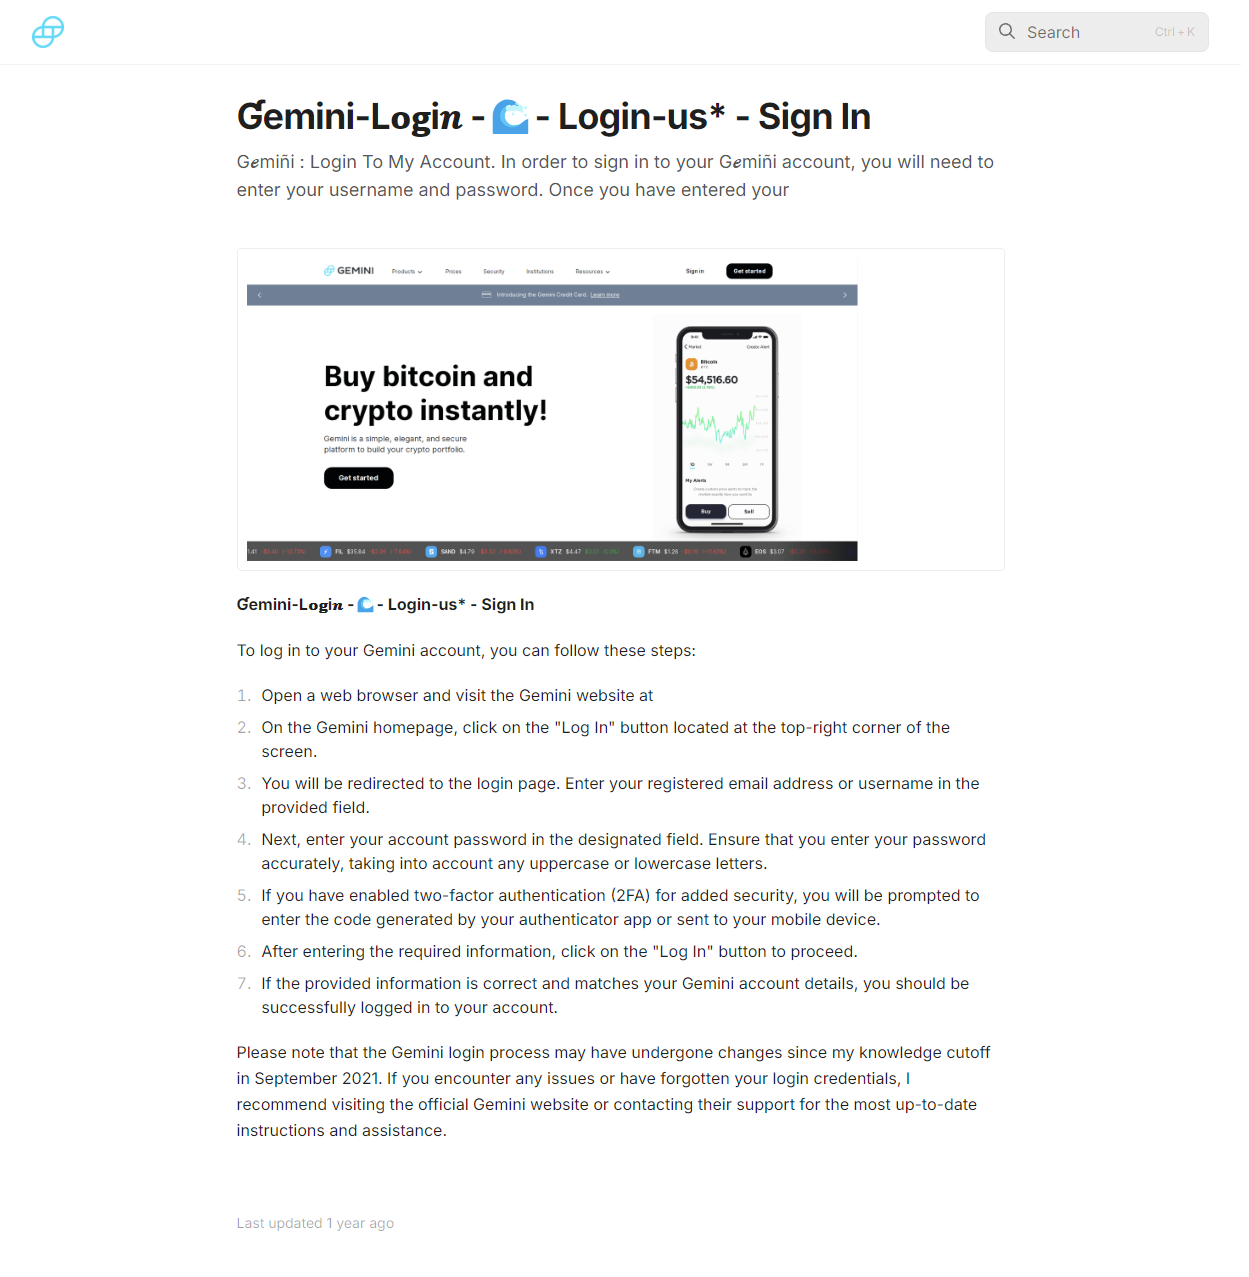 Search Ctrl + K
Ɠemini-L𝐨𝐠i𝒏 - 🌊 - Login-us* - Sign In
G𝓮miñi : Login To My Account. In order to sign in to your G𝓮miñi account, you will need to
enter your username and password. Once you have entered your
GEMINI Products Prices Security Institutions Resources Sign in Get started
Introducing the Gemini Credit Card. Learn more
Buy bitcoin and
crypto instantly!
Gemini is a simple, elegant, and secure
platform to build your crypto portfolio.
Get started
Market Create Alert
Bitcoin
$54,516.60
My Alerts
Buy Sell
FIL $35.84 SAND $4.79 XTZ $4.47 FTM $1.28 EOS $3.07
Ɠemini-L𝐨𝐠i𝒏 - 🌊 - Login-us* - Sign In
To log in to your Gemini account, you can follow these steps:
1. Open a web browser and visit the Gemini website at
2. On the Gemini homepage, click on the "Log In" button located at the top-right corner of the
screen.
3. You will be redirected to the login page. Enter your registered email address or username in the
provided field.
4. Next, enter your account password in the designated field. Ensure that you enter your password
accurately, taking into account any uppercase or lowercase letters.
5. If you have enabled two-factor authentication (2FA) for added security, you will be prompted to
enter the code generated by your authenticator app or sent to your mobile device.
6. After entering the required information, click on the "Log In" button to proceed.
7. If the provided information is correct and matches your Gemini account details, you should be
successfully logged in to your account.
Please note that the Gemini login process may have undergone changes since my knowledge cutoff
in September 2021. If you encounter any issues or have forgotten your login credentials, I
recommend visiting the official Gemini website or contacting their support for the most up-to-date
instructions and assistance.
Last updated 1 year ago